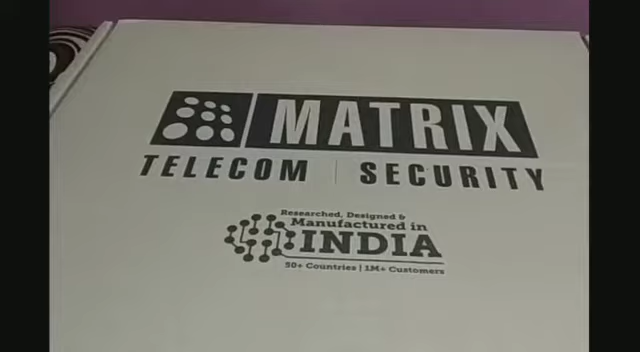 MATRIX
TELECOM | SECURITY
Researched, Designed &
Manufactured in
INDIA
50+ Countries | 1M+ Customers